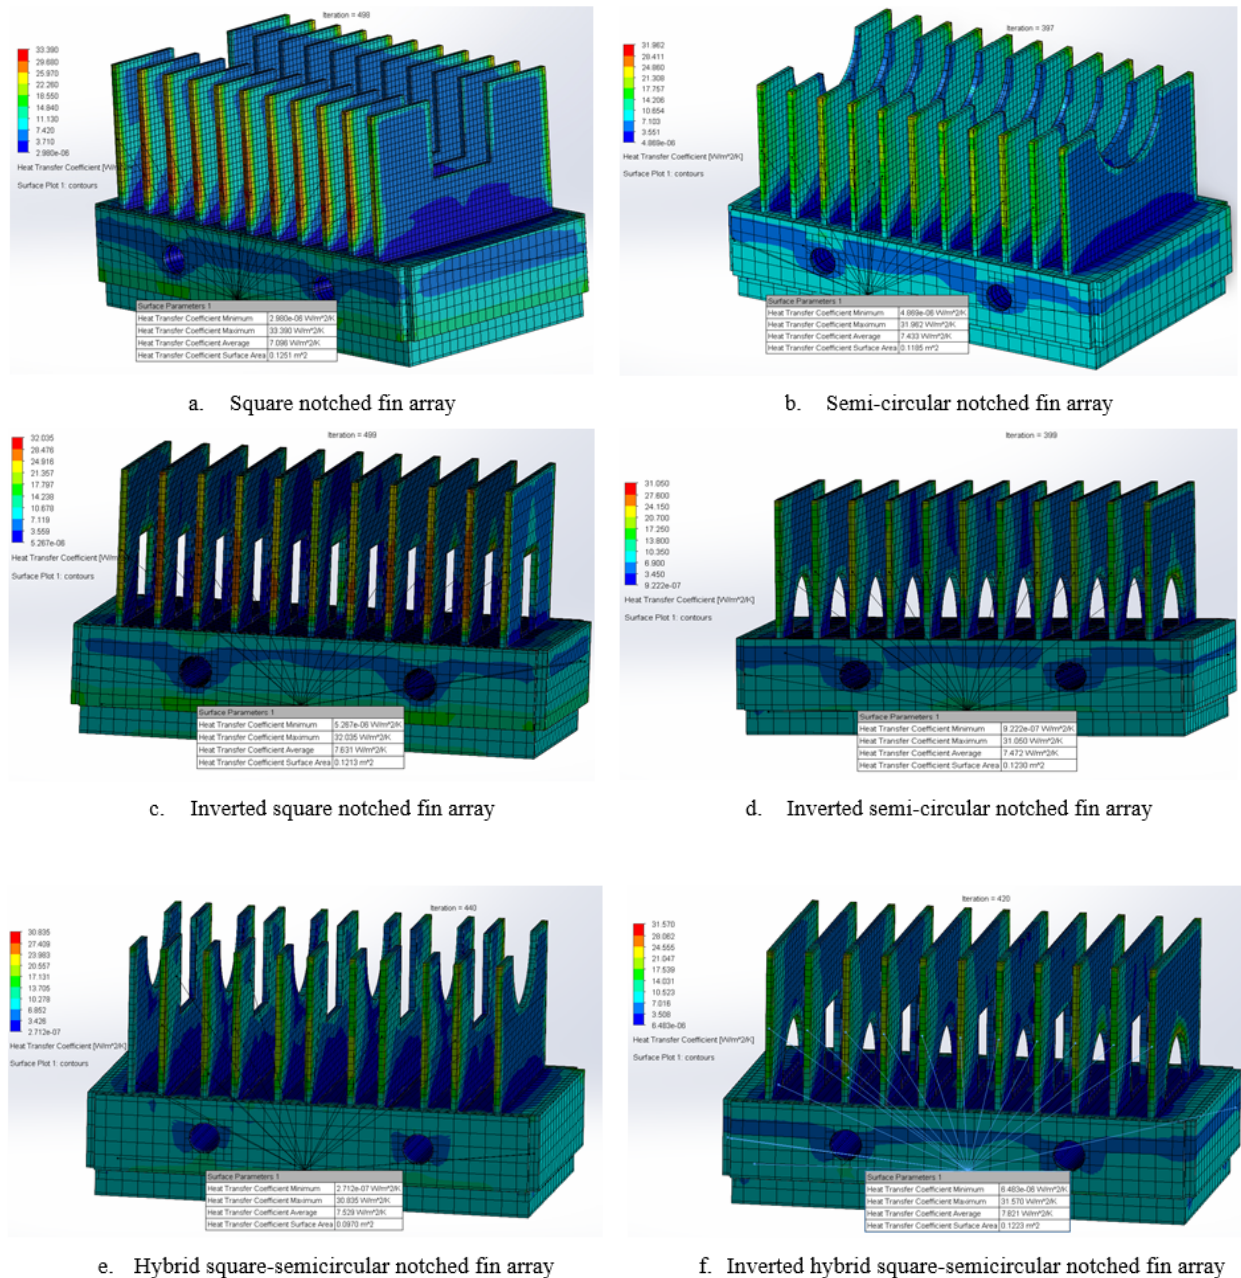 Iteration = 498
33.390
29.680
25.970
22.260
18.550
14.840
11.130
7.420
3.710
2.980e-06
Heat Transfer Coefficient [W/m^2/K]
Surface Plot 1: contours
Surface Parameters 1
Heat Transfer Coefficient Minimum 2.980e-06 W/m^2/K
Heat Transfer Coefficient Maximum 33.390 W/m^2/K
Heat Transfer Coefficient Average 7.096 W/m^2/K
Heat Transfer Coefficient Surface Area 0.1251 m^2
a. Square notched fin array
Iteration = 397
31.962
28.411
24.860
21.308
17.757
14.206
10.654
7.103
3.551
4.869e-06
Heat Transfer Coefficient [W/m^2/K]
Surface Plot 1: contours
Surface Parameters 1
Heat Transfer Coefficient Minimum 4.869e-06 W/m^2/K
Heat Transfer Coefficient Maximum 31.962 W/m^2/K
Heat Transfer Coefficient Average 7.433 W/m^2/K
Heat Transfer Coefficient Surface Area 0.1185 m^2
b. Semi-circular notched fin array
Iteration = 499
32.035
28.476
24.916
21.357
17.797
14.238
10.678
7.119
3.559
5.267e-06
Heat Transfer Coefficient [W/m
Surface Plot 1: contours
Surface Parameters 1
Heat Transfer Coefficient Minimum 5.267e-06 W/m^2/K
Heat Transfer Coefficient Maximum 32.035 W/m^2/K
Heat Transfer Coefficient Average 7.631 W/m^2/K
Heat Transfer Coefficient Surface Area 0.1213 m^2
c. Inverted square notched fin array
Iteration = 399
31.050
27.600
24.150
20.700
17.250
13.800
10.350
6.900
3.450
9.222e-07
Heat Transfer Coefficient [W/m^2/K]
Surface Plot 1: contours
Surface Parameters 1
Heat Transfer Coefficient Minimum 9.222e-07 W/m^2/K
Heat Transfer Coefficient Maximum 31.050 W/m^2/K
Heat Transfer Coefficient Average 7.472 W/m^2/K
Heat Transfer Coefficient Surface Area 0.1230 m^2
d. Inverted semi-circular notched fin array
Iteration = 440
30.835
27.409
23.983
20.557
17.131
13.705
10.278
6.852
3.426
2.712e-07
Heat Transfer Coefficient [W/m^2/K]
Surface Plot 1: contours
Surface Parameters 1
Heat Transfer Coefficient Minimum 2.712e-07 W/m^2/K
Heat Transfer Coefficient Maximum 30.835 W/m^2/K
Heat Transfer Coefficient Average 7.529 W/m^2/K
Heat Transfer Coefficient Surface Area 0.0970 m^2
e. Hybrid square-semicircular notched fin array
Iteration = 420
31.570
28.062
24.555
21.047
17.539
14.031
10.523
7.016
3.508
6.483e-06
Heat Transfer Coefficient [W/m^2/K]
Surface Plot 1: contours
Surface Parameters 1
Heat Transfer Coefficient Minimum 6.483e-06 W/m^2/K
Heat Transfer Coefficient Maximum 31.570 W/m^2/K
Heat Transfer Coefficient Average 7.821 W/m^2/K
Heat Transfer Coefficient Surface Area 0.1223 m^2
f. Inverted hybrid square-semicircular notched fin array